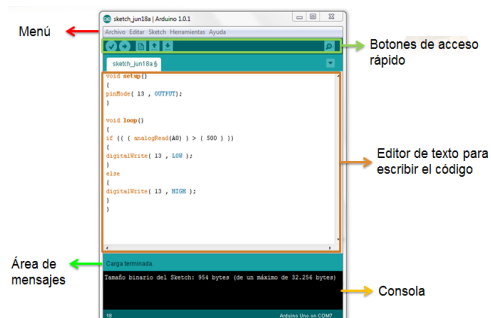 sketch_jun18a | Arduino 1.0.1
Menú
Archivo Editar Sketch Herramientas Ayuda
Botones de acceso
rápido
sketch_jun18a §
void setup()
{
pinMode( 13 , OUTPUT);
}
void loop()
{
if (( ( analogRead(A0) ) > ( 500 ) ))
{
digitalWrite( 13 , LOW );
}
else
{
digitalWrite( 13 , HIGH );
}
}
Editor de texto para
escribir el código
Área de
mensajes
Carga terminada.
Tamaño binario del Sketch: 954 bytes (de un máximo de 32.256 bytes)
Consola
18
Arduino Uno on COM7